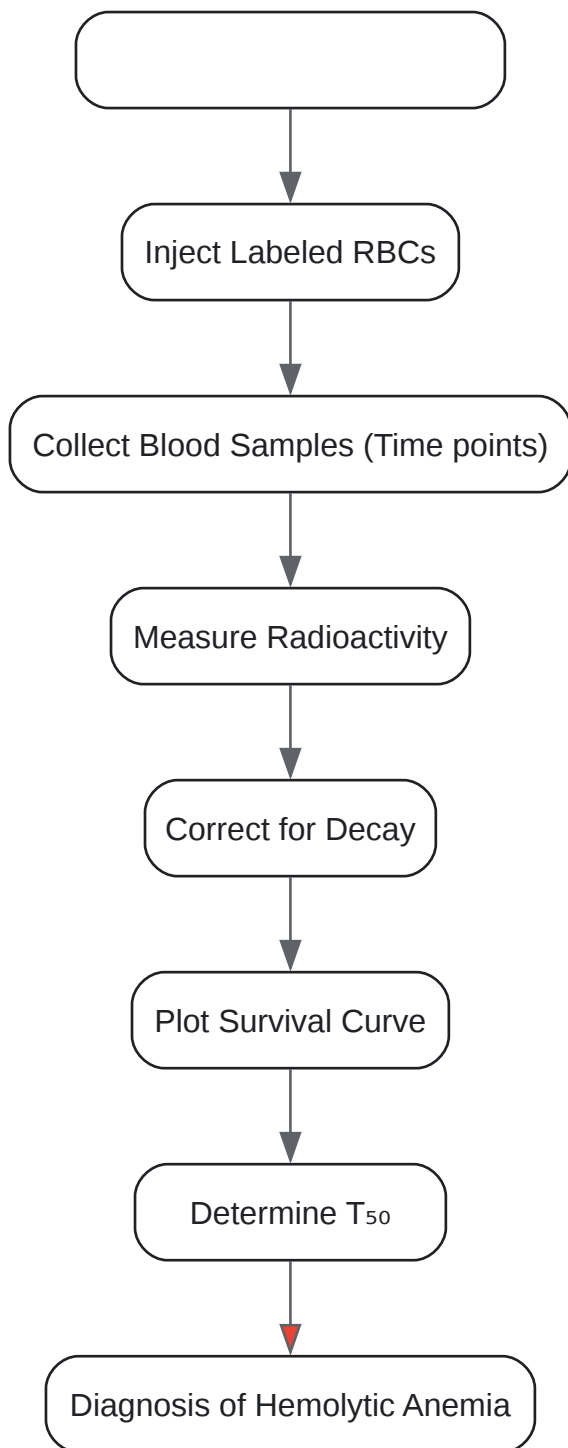 Inject Labeled RBCs
Collect Blood Samples (Time points)
Measure Radioactivity
Correct for Decay
Plot Survival Curve
Determine T₅₀
Diagnosis of Hemolytic Anemia